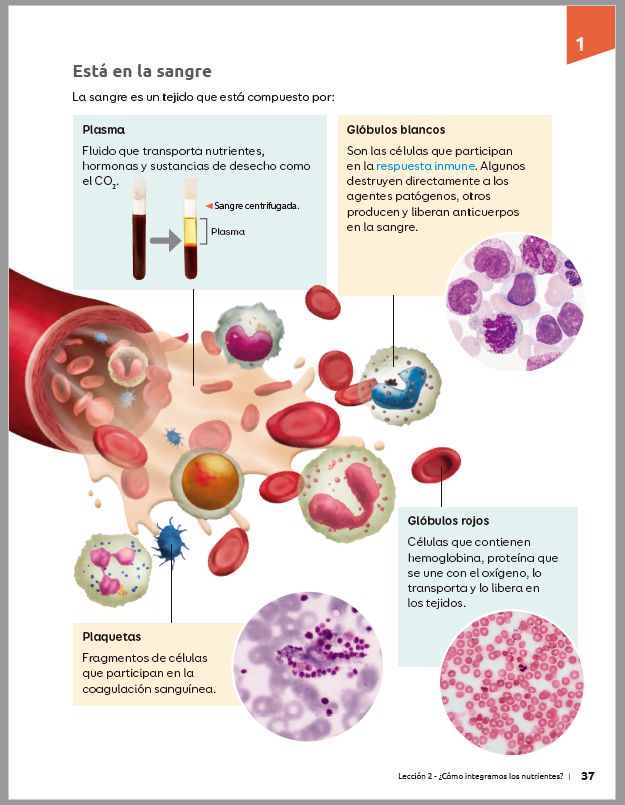 1
Está en la sangre
La sangre es un tejido que está compuesto por:
Plasma
Fluido que transporta nutrientes,
hormonas y sustancias de desecho como
el CO₂.
Sangre centrifugada.
Plasma
Glóbulos blancos
Son las células que participan
en la respuesta inmune. Algunos
destruyen directamente a los
agentes patógenos, otros
producen y liberan anticuerpos
en la sangre.
Glóbulos rojos
Células que contienen
hemoglobina, proteína que
se une con el oxígeno, lo
transporta y lo libera en
los tejidos.
Plaquetas
Fragmentos de células
que participan en la
coagulación sanguínea.
Lección 2 - ¿Cómo integramos los nutrientes? | 37